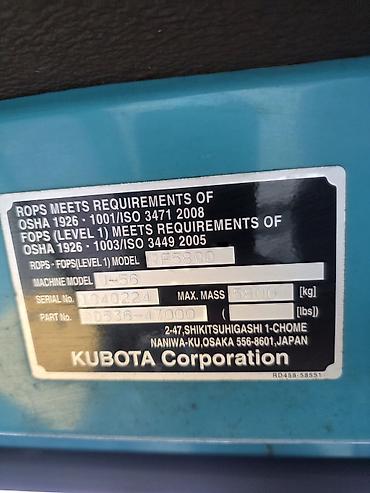 ROPS MEETS REQUIREMENTS OF
OSHA 1926・1001/ISO 3471 2008
FOPS(LEVEL 1) MEETS REQUIREMENTS OF
OSHA 1926・1003/ISO 3449 2005
ROPS-FOPS(LEVEL 1) MODEL
MACHINE MODEL
SERIAL No. MAX. MASS [kg]
PART No. ( ) [lbs]
2-47,SHIKITSUHIGASHI 1-CHOME
NANIWA-KU,OSAKA 556-8601,JAPAN
KUBOTA Corporation
RD458-58551